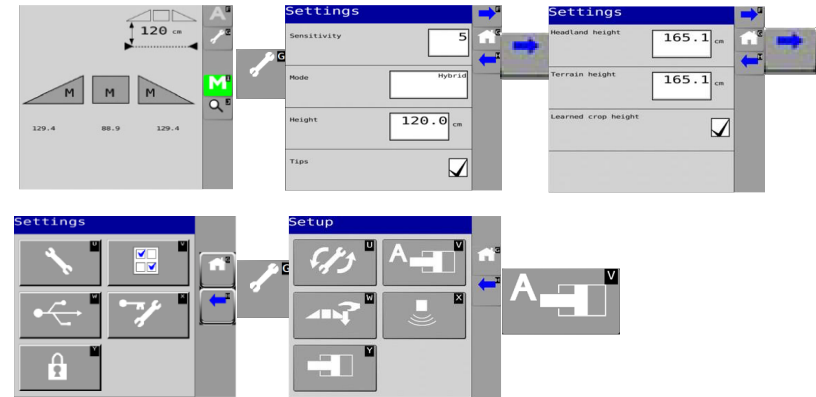 A
120 cm
G
M
M M M
129.4 88.9 129.4
Settings
Sensitivity
5
Mode
Hybrid
Height
120.0 cm
Tips
Settings
Headland height
165.1 cm
Terrain height
165.1 cm
Learned crop height
Settings
U V
W X
Y
G
Setup
U
A V
W X
Y
A V